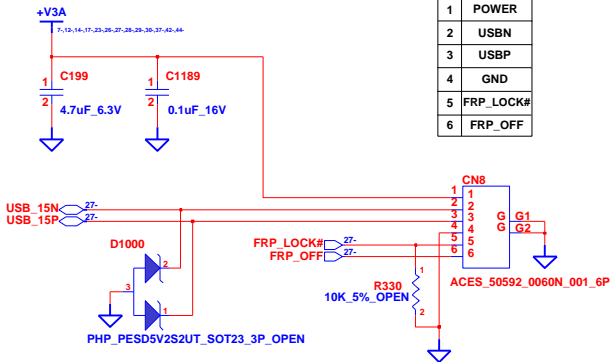 +V3A
7-,12-,14-,17-,23-,26-,27-,28-,29-,30-,37-,42-,44-
1 POWER
2 USBN
3 USBP
4 GND
5 FRP_LOCK#
6 FRP_OFF
1 C199
2
4.7uF_6.3V
1 C1189
2
0.1uF_16V
CN8
1 1
2 2
3 3
4 4
5 5
6 6
G G1
G G2
ACES_50592_0060N_001_6P
USB_15N 27-
USB_15P 27-
D1000
2
3
1
PHP_PESD5V2S2UT_SOT23_3P_OPEN
FRP_LOCK# 27-
FRP_OFF 27-
1
R330
10K_5%_OPEN
2